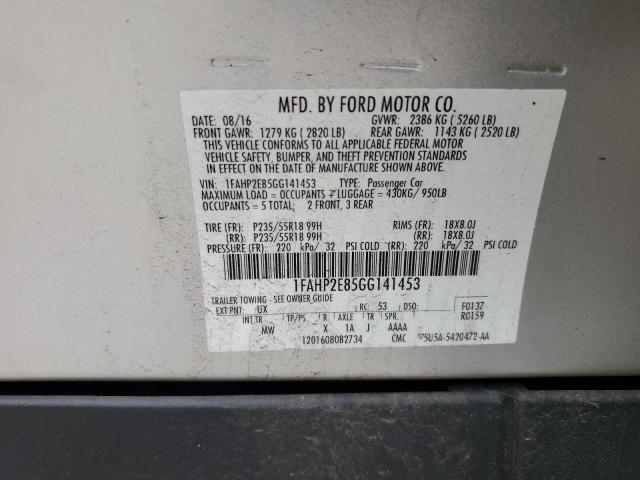 MFD. BY FORD MOTOR CO.
DATE: 08/16 GVWR: 2386 KG ( 5260 LB)
FRONT GAWR: 1279 KG ( 2820 LB) REAR GAWR: 1143 KG ( 2520 LB)
THIS VEHICLE CONFORMS TO ALL APPLICABLE FEDERAL MOTOR
VEHICLE SAFETY, BUMPER, AND THEFT PREVENTION STANDARDS
IN EFFECT ON THE DATE OF MANUFACTURE SHOWN ABOVE.
VIN: 1FAHP2E85GG141453 TYPE: Passenger Car
MAXIMUM LOAD = OCCUPANTS + LUGGAGE = 430KG/ 950LB
OCCUPANTS = 5 TOTAL: 2 FRONT, 3 REAR
TIRE (FR): P235/55R18 99H RIMS (FR): 18X8.0J
(RR): P235/55R18 99H (RR): 18X8.0J
PRESSURE (FR): 220 kPa/ 32 PSI COLD (RR): 220 kPa/ 32 PSI COLD
1FAHP2E85GG141453
TRAILER TOWING - SEE OWNER GUIDE
EXT PNT: UX RC: 53 DSO: F0137
INT TR TP/PS R AXLE TR SPR R0159
MW X 1A J AAAA
1201608082734 CMC 5U5A-5420472-AA